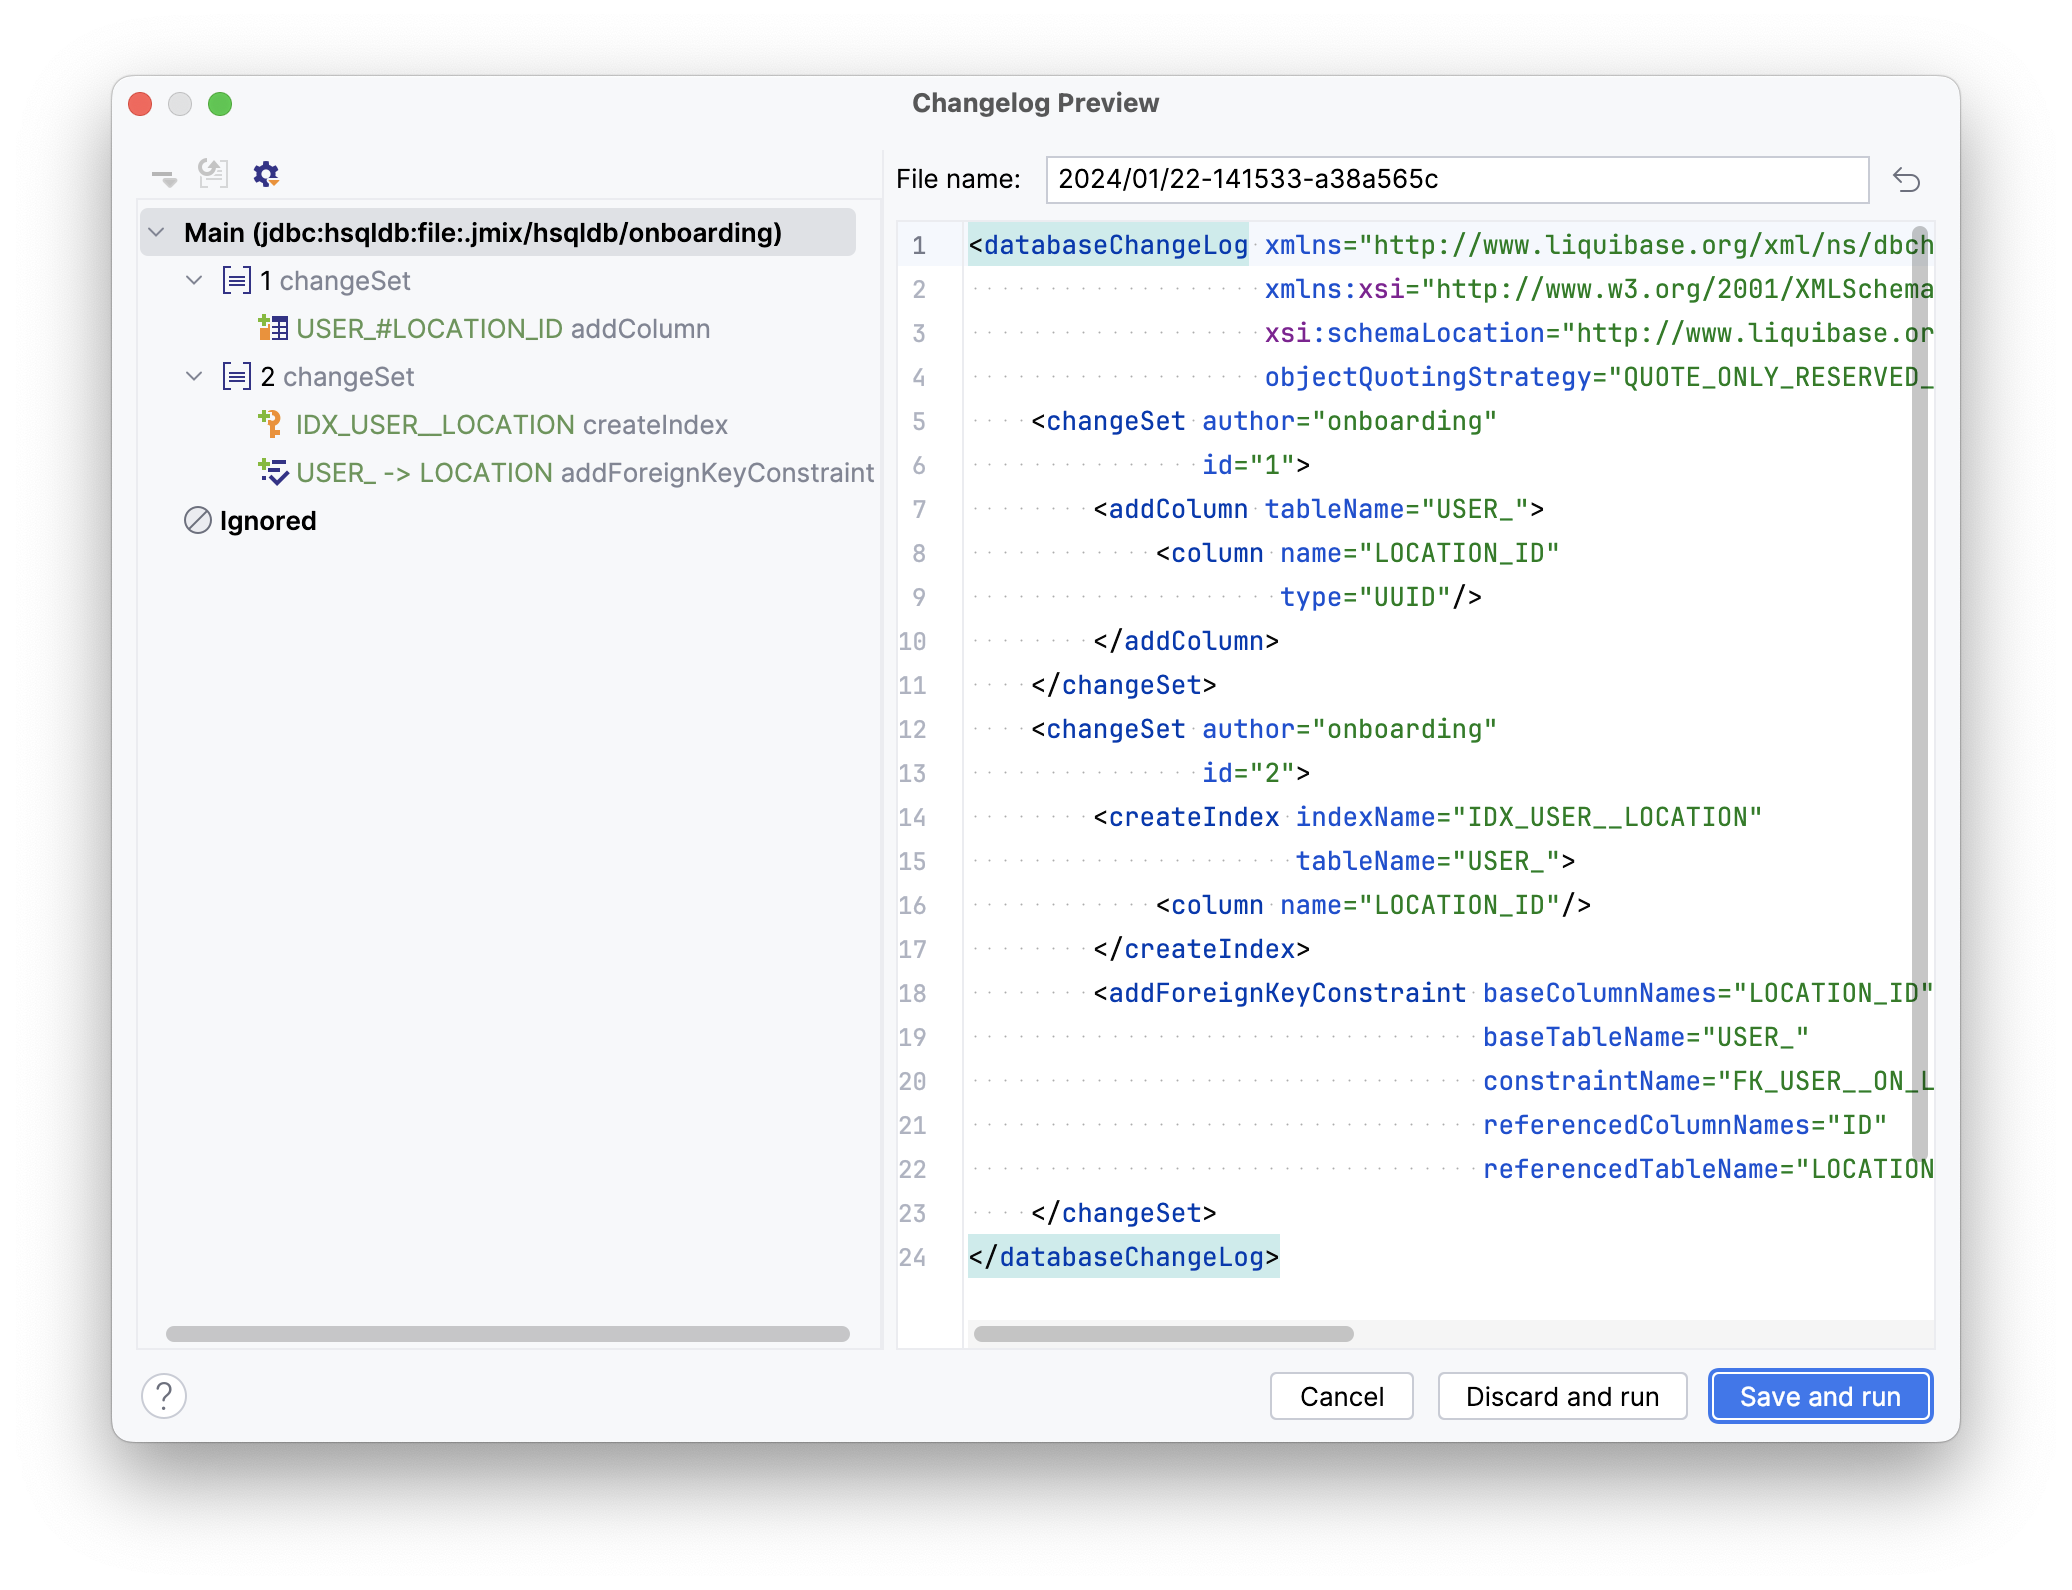 Changelog Preview
File name: 2024/01/22-141533-a38a565c
Main (jdbc:hsqldb:file:.jmix/hsqldb/onboarding)
1 changeSet
USER_#LOCATION_ID addColumn
2 changeSet
IDX_USER__LOCATION createIndex
USER_ -> LOCATION addForeignKeyConstraint
Ignored
1 <databaseChangeLog xmlns="http://www.liquibase.org/xml/ns/dbch
2 xmlns:xsi="http://www.w3.org/2001/XMLSchema
3 xsi:schemaLocation="http://www.liquibase.or
4 objectQuotingStrategy="QUOTE_ONLY_RESERVED_
5 <changeSet author="onboarding"
6 id="1">
7 <addColumn tableName="USER_">
8 <column name="LOCATION_ID"
9 type="UUID"/>
10 </addColumn>
11 </changeSet>
12 <changeSet author="onboarding"
13 id="2">
14 <createIndex indexName="IDX_USER__LOCATION"
15 tableName="USER_">
16 <column name="LOCATION_ID"/>
17 </createIndex>
18 <addForeignKeyConstraint baseColumnNames="LOCATION_ID"
19 baseTableName="USER_"
20 constraintName="FK_USER__ON_L
21 referencedColumnNames="ID"
22 referencedTableName="LOCATION
23 </changeSet>
24 </databaseChangeLog>
?
Cancel
Discard and run
Save and run